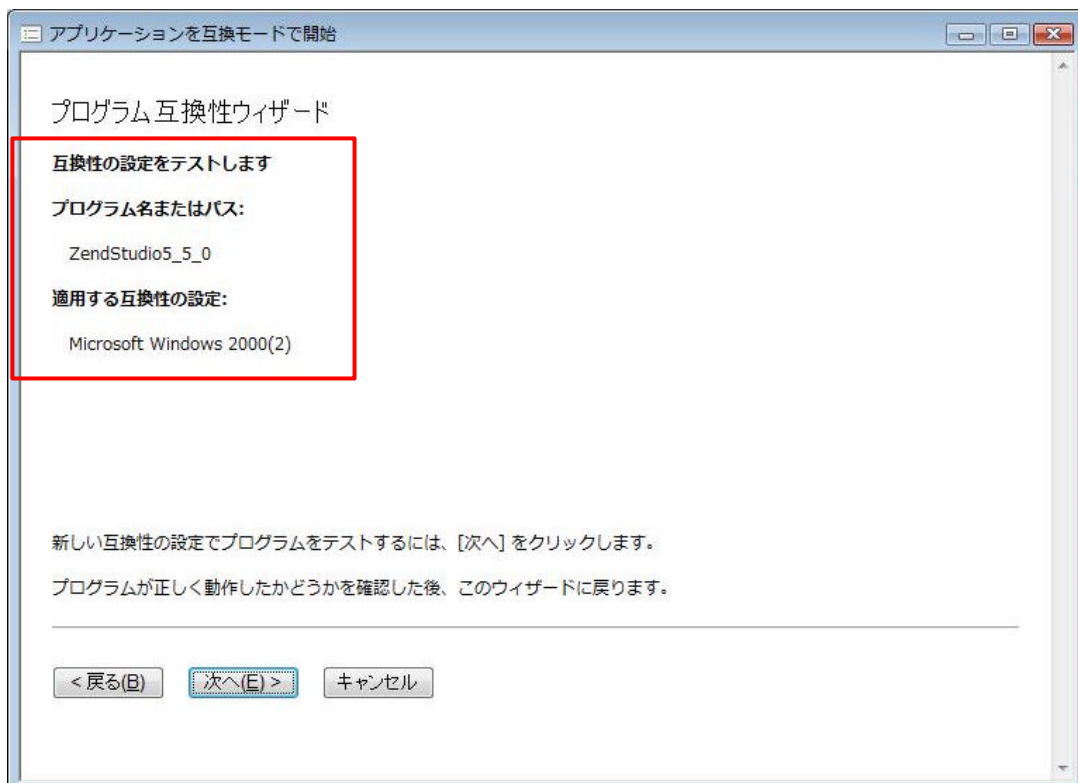 アプリケーションを互換モードで開始
プログラム互換性ウィザード
互換性の設定をテストします
プログラム名またはパス:
ZendStudio5_5_0
適用する互換性の設定:
Microsoft Windows 2000(2)
新しい互換性の設定でプログラムをテストするには、[次へ] をクリックします。
プログラムが正しく動作したかどうかを確認した後、このウィザードに戻ります。
< 戻る(B) 次へ(E) > キャンセル